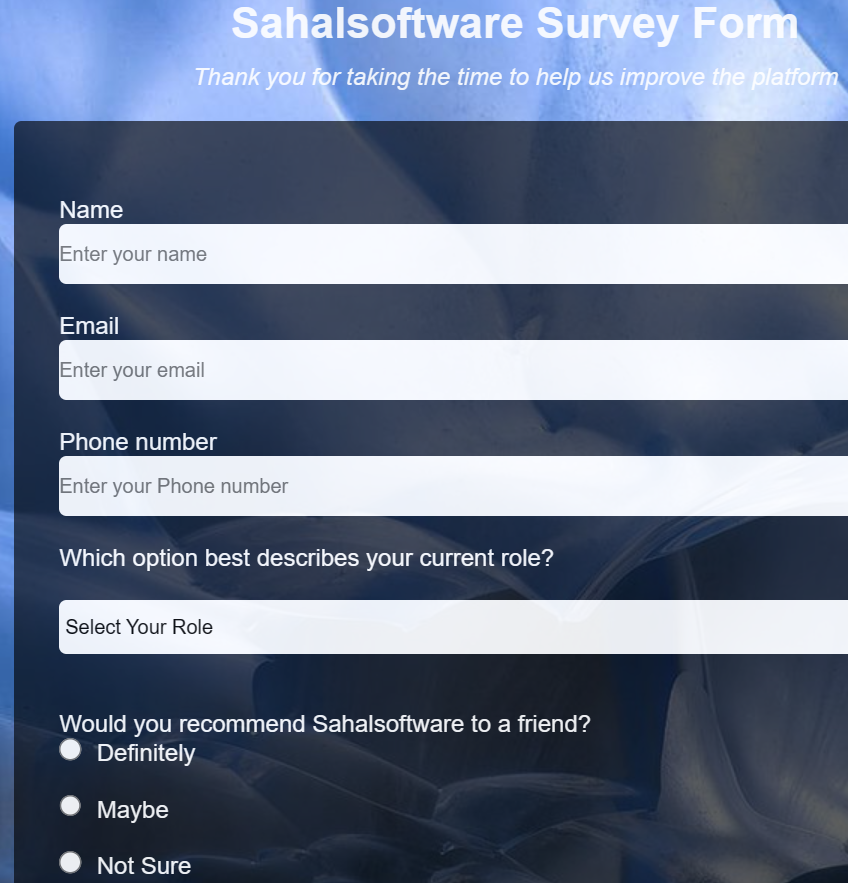 Sahalsoftware Survey Form
Thank you for taking the time to help us improve the platform
Name
Enter your name
Email
Enter your email
Phone number
Enter your Phone number
Which option best describes your current role?
Select Your Role
Would you recommend Sahalsoftware to a friend?
Definitely
Maybe
Not Sure